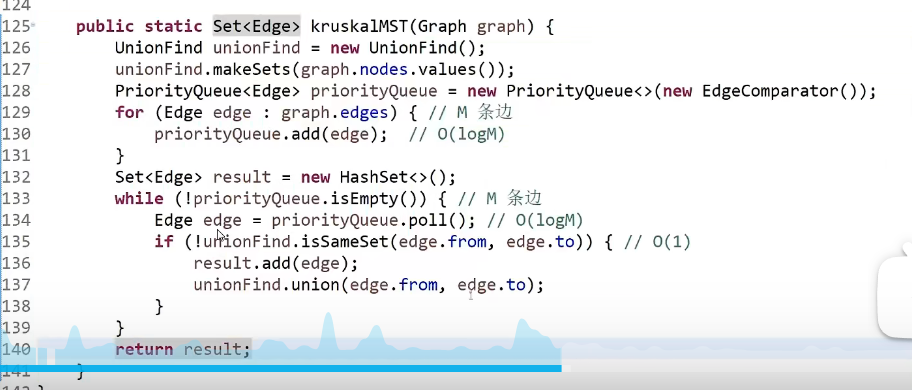 124
125 public static Set<Edge> kruskalMST(Graph graph) {
126 UnionFind unionFind = new UnionFind();
127 unionFind.makeSets(graph.nodes.values());
128 PriorityQueue<Edge> priorityQueue = new PriorityQueue<>(new EdgeComparator());
129 for (Edge edge : graph.edges) { // M 条边
130 priorityQueue.add(edge);  // O(logM)
131 }
132 Set<Edge> result = new HashSet<>();
133 while (!priorityQueue.isEmpty()) { // M 条边
134 Edge edge = priorityQueue.poll(); // O(logM)
135 if (!unionFind.isSameSet(edge.from, edge.to)) { // O(1)
136 result.add(edge);
137 unionFind.union(edge.from, edge.to);
138 }
139 }
140 return result;
141 }